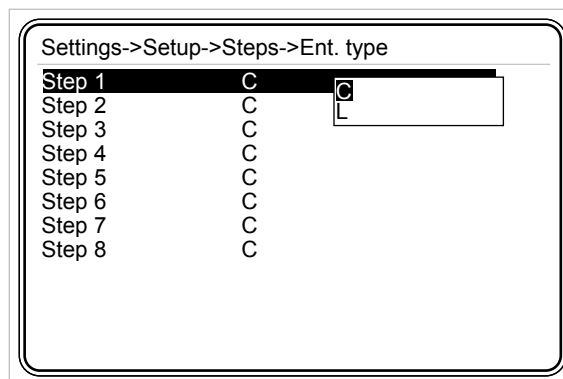 Settings->Setup->Steps->Ent. type
Step 1 C
C
Step 2 C
L
Step 3 C
Step 4 C
Step 5 C
Step 6 C
Step 7 C
Step 8 C